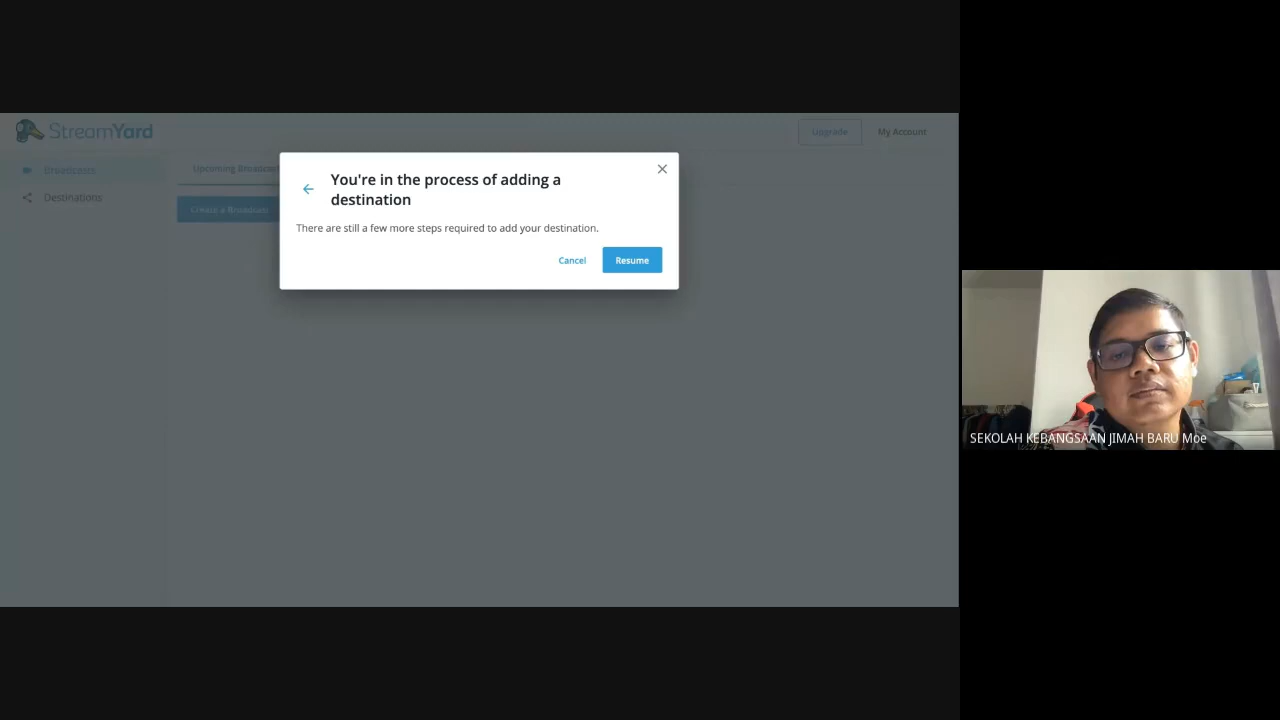 StreamYard
Upgrade
My Account
Broadcasts
Destinations
Upcoming Broadcast
Create a Broadcast
You're in the process of adding a
destination
There are still a few more steps required to add your destination.
Cancel
Resume
SEKOLAH KEBANGSAAN JIMAH BARU Moe